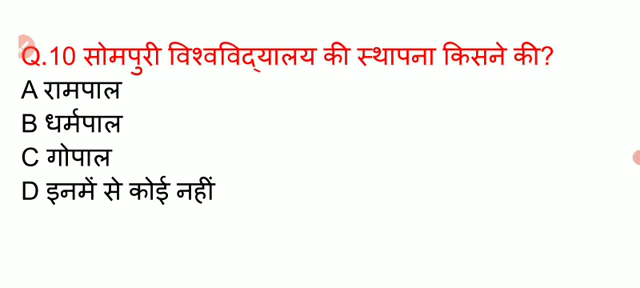 Q.10 सोमपुरी विश्वविद्यालय की स्थापना किसने की?
A रामपाल
B धर्मपाल
C गोपाल
D इनमें से कोई नहीं